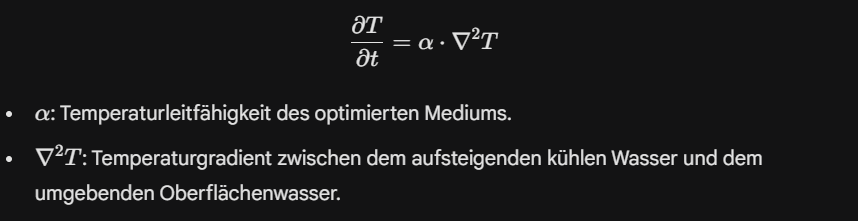 ∂T/∂t = α · ∇²T
• α: Temperaturleitfähigkeit des optimierten Mediums.
• ∇²T: Temperaturgradient zwischen dem aufsteigenden kühlen Wasser und dem
umgebenden Oberflächenwasser.